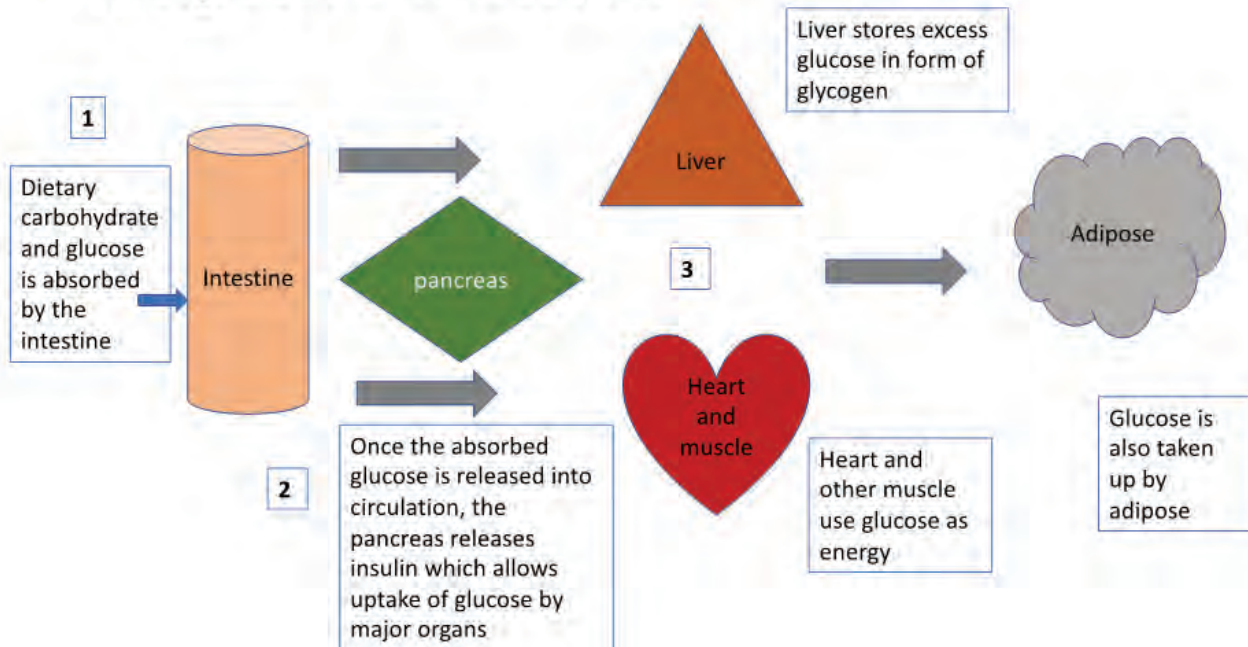 1
Dietary
carbohydrate
and glucose
is absorbed
by the
intestine
Intestine
pancreas
2
Once the absorbed
glucose is released into
circulation, the
pancreas releases
insulin which allows
uptake of glucose by
major organs
Liver
Liver stores excess
glucose in form of
glycogen
3
Heart
and
muscle
Heart and
other muscle
use glucose as
energy
Adipose
Glucose is
also taken
up by
adipose